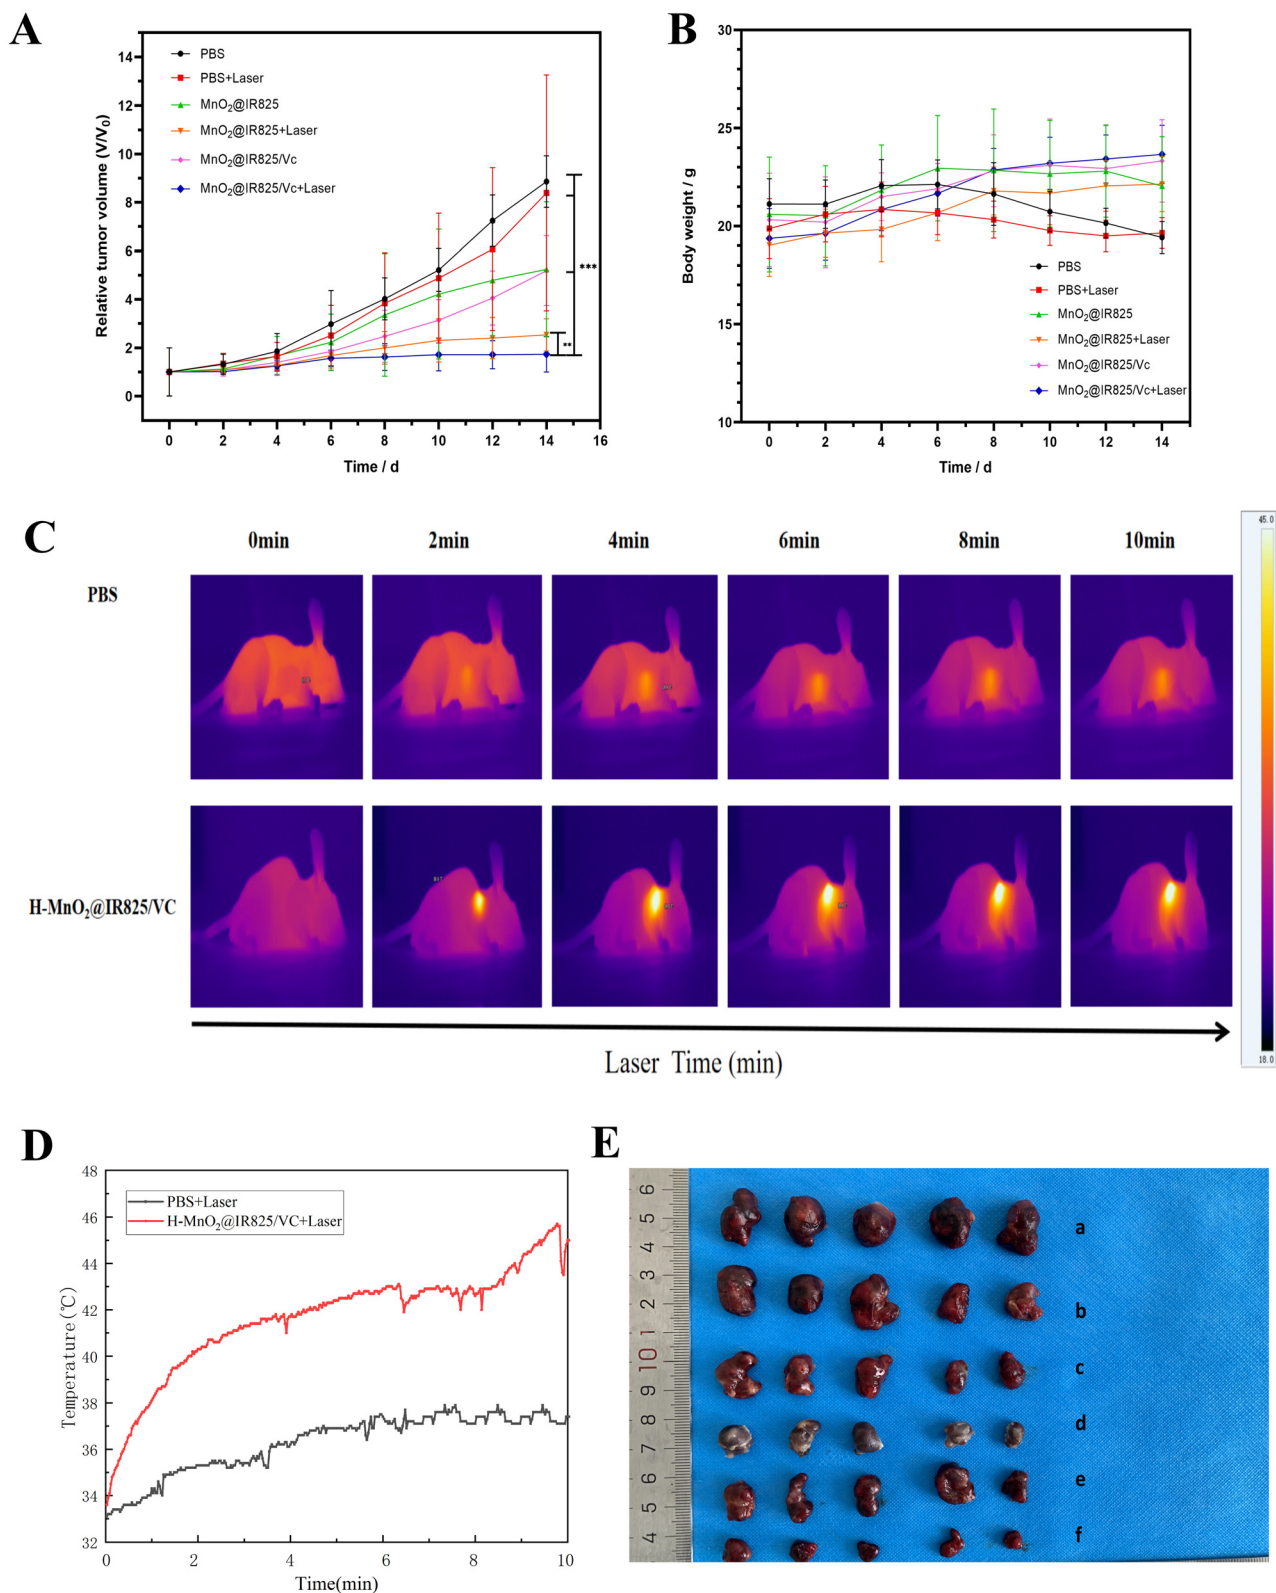 A
Relative tumor volume (V/V₀)
14
12
10
8
6
4
2
0
PBS
PBS+Laser
MnO₂@IR825
MnO₂@IR825+Laser
MnO₂@IR825/Vc
MnO₂@IR825/Vc+Laser
***
**
0 2 4 6 8 10 12 14 16
Time / d
B
Body weight / g
30
25
20
15
10
PBS
PBS+Laser
MnO₂@IR825
MnO₂@IR825+Laser
MnO₂@IR825/Vc
MnO₂@IR825/Vc+Laser
0 2 4 6 8 10 12 14
Time / d
C
0min 2min 4min 6min 8min 10min
45.0
PBS
H-MnO₂@IR825/VC
18.0
Laser Time (min)
D
Temperature(℃)
48
46
44
42
40
38
36
34
32
PBS+Laser
H-MnO₂@IR825/VC+Laser
0 2 4 6 8 10
Time(min)
E
6
5
4
3
2
1
10
9
8
7
6
5
4
a
b
c
d
e
f